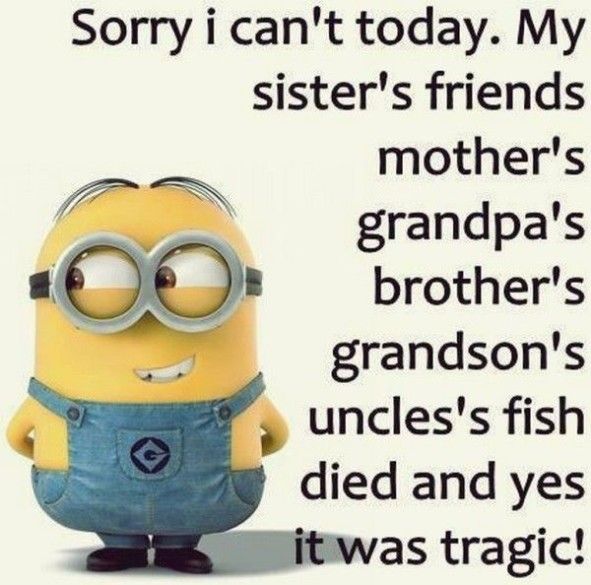 Sorry i can't today. My
sister's friends
mother's
grandpa's
brother's
grandson's
uncles's fish
died and yes
it was tragic!